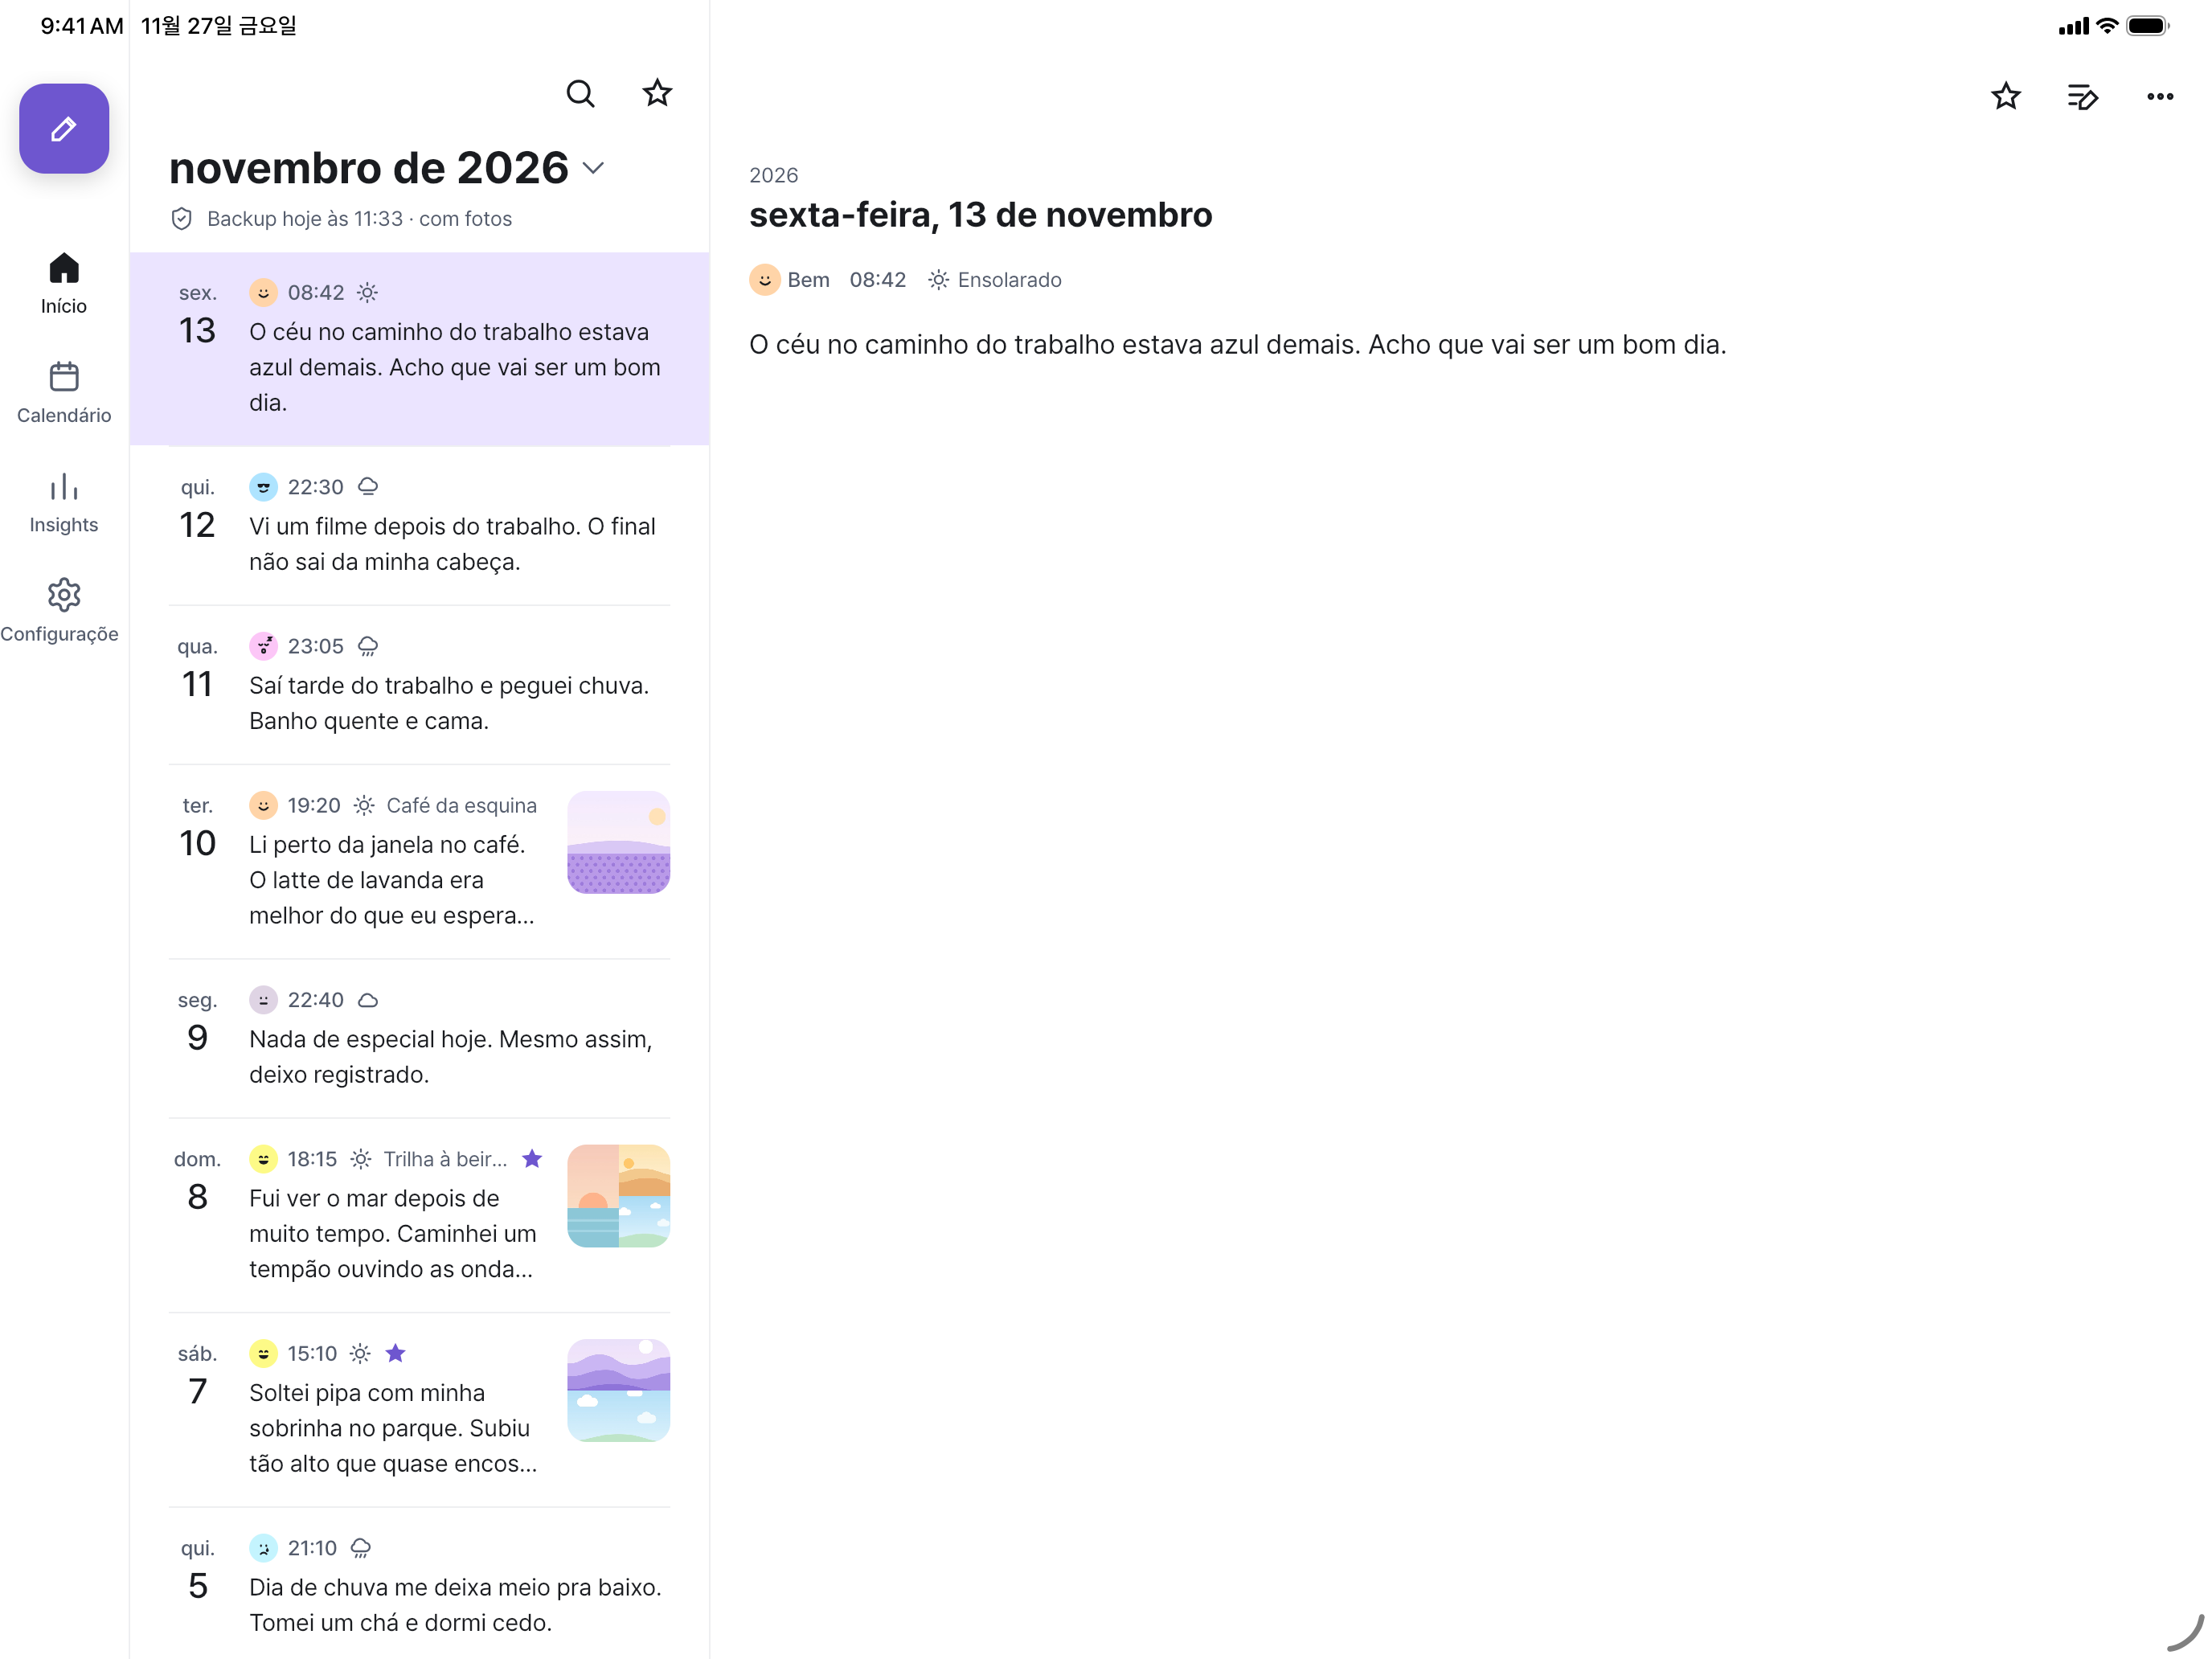 9:41 AM 11월 27일 금요일
Início
Calendário
Insights
Configuraçõe
novembro de 2026
Backup hoje às 11:33 · com fotos
sex.
13
08:42
O céu no caminho do trabalho estava
azul demais. Acho que vai ser um bom
dia.
qui.
12
22:30
Vi um filme depois do trabalho. O final
não sai da minha cabeça.
qua.
11
23:05
Saí tarde do trabalho e peguei chuva.
Banho quente e cama.
ter.
10
19:20 Café da esquina
Li perto da janela no café.
O latte de lavanda era
melhor do que eu espera...
seg.
9
22:40
Nada de especial hoje. Mesmo assim,
deixo registrado.
dom.
8
18:15 Trilha à beir...
Fui ver o mar depois de
muito tempo. Caminhei um
tempão ouvindo as onda...
sáb.
7
15:10
Soltei pipa com minha
sobrinha no parque. Subiu
tão alto que quase encos...
qui.
5
21:10
Dia de chuva me deixa meio pra baixo.
Tomei um chá e dormi cedo.
2026
sexta-feira, 13 de novembro
Bem 08:42 Ensolarado
O céu no caminho do trabalho estava azul demais. Acho que vai ser um bom dia.